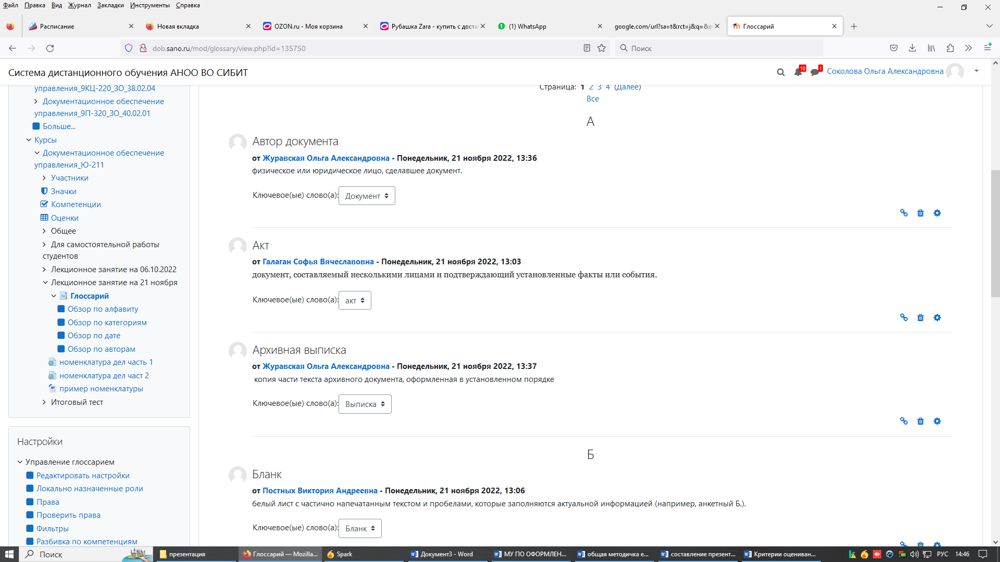 Файл Правка Вид Журнал Закладки Инструменты Справка
Расписание
Новая вкладка
OZON.ru - Моя корзина
Рубашка Zara - купить с доста
(1) WhatsApp
google.com/url?sa=t&rct=j&q=&es
Глоссарий
dob.sano.ru/mod/glossary/view.php?id=135750
Поиск
Система дистанционного обучения АНОО ВО СИБИТ
10
1
Соколова Ольга Александровна
управления_9КЦ-220_ЗО_38.02.04
Документационное обеспечение
управления_9П-320_ЗО_40.02.01
Больше...
Курсы
Документационное обеспечение
управления_Ю-211
Участники
Значки
Компетенции
Оценки
Общее
Для самостоятельной работы
студентов
Лекционное занятие на 06.10.2022
Лекционное занятие на 21 ноября
Глоссарий
Обзор по алфавиту
Обзор по категориям
Обзор по дате
Обзор по авторам
номенклатура дел часть 1
номенклатура дел част 2
пример номенклатуры
Итоговый тест
Настройки
Управление глоссарием
Редактировать настройки
Локально назначенные роли
Права
Проверить права
Фильтры
Разбивка по компетенциям
Страница: 1 2 3 4 (Далее)
Все
А
Автор документа
от Журавская Ольга Александровна - Понедельник, 21 ноября 2022, 13:36
физическое или юридическое лицо, сделавшее документ.
Ключевое(ые) слово(а): Документ
Акт
от Галаган Софья Вячеславовна - Понедельник, 21 ноября 2022, 13:03
документ, составляемый несколькими лицами и подтверждающий установленные факты или события.
Ключевое(ые) слово(а): акт
Архивная выписка
от Журавская Ольга Александровна - Понедельник, 21 ноября 2022, 13:37
копия части текста архивного документа, оформленная в установленном порядке
Ключевое(ые) слово(а): Выписка
Б
Бланк
от Постных Виктория Андреевна - Понедельник, 21 ноября 2022, 13:06
белый лист с частично напечатанным текстом и пробелами, которые заполняются актуальной информацией (например, анкетный Б.).
Ключевое(ые) слово(а): Бланк
Поиск
презентация
Глоссарий — Mozilla...
Spark
Документ3 - Word
МУ ПО ОФОРМЛЕН...
общая методичка е...
составление презент...
Критерии оцениван...
РУС
14:46